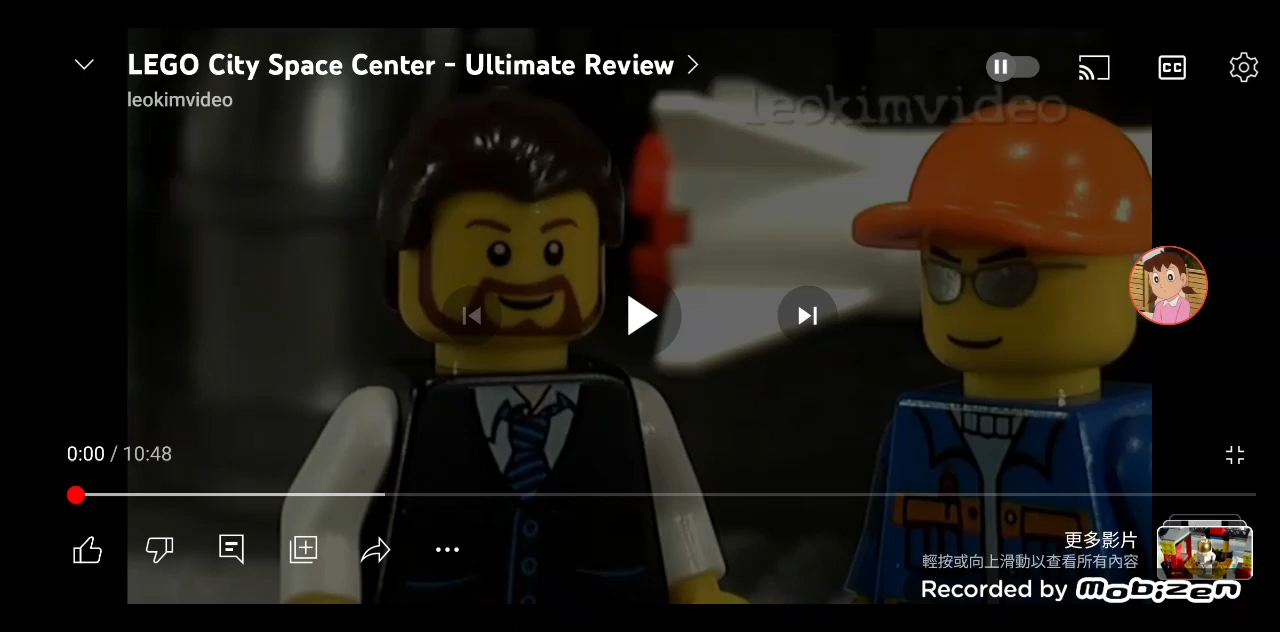 LEGO City Space Center - Ultimate Review
leokimvideo
leokimvideo
CC
0:00 / 10:48
更多影片
輕按或向上滑動以查看所有內容
Recorded by mobizen